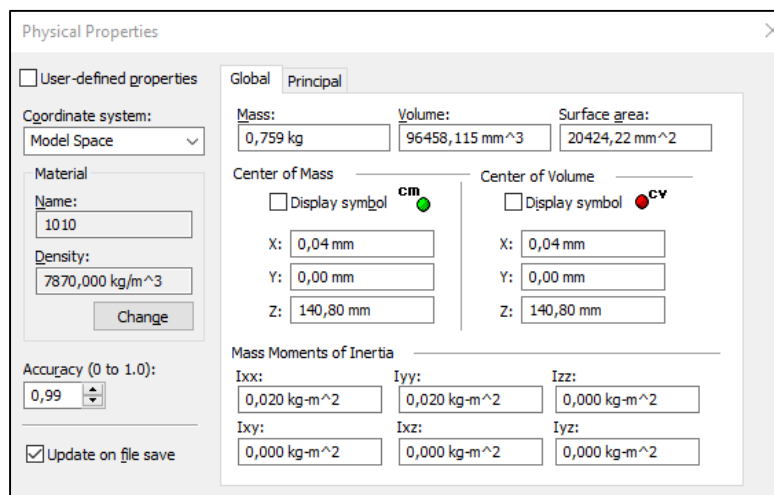 Physical Properties
User-defined properties
Coordinate system:
Model Space
Material
Name:
1010
Density:
7870,000 kg/m^3
Change
Accuracy (0 to 1.0):
0,99
Update on file save
Global Principal
Mass: Volume: Surface area:
0,759 kg 96458,115 mm^3 20424,22 mm^2
Center of Mass Center of Volume
Display symbol cm Display symbol cv
X: 0,04 mm X: 0,04 mm
Y: 0,00 mm Y: 0,00 mm
Z: 140,80 mm Z: 140,80 mm
Mass Moments of Inertia
Ixx: Iyy: Izz:
0,020 kg-m^2 0,020 kg-m^2 0,000 kg-m^2
Ixy: Ixz: Iyz:
0,000 kg-m^2 0,000 kg-m^2 0,000 kg-m^2